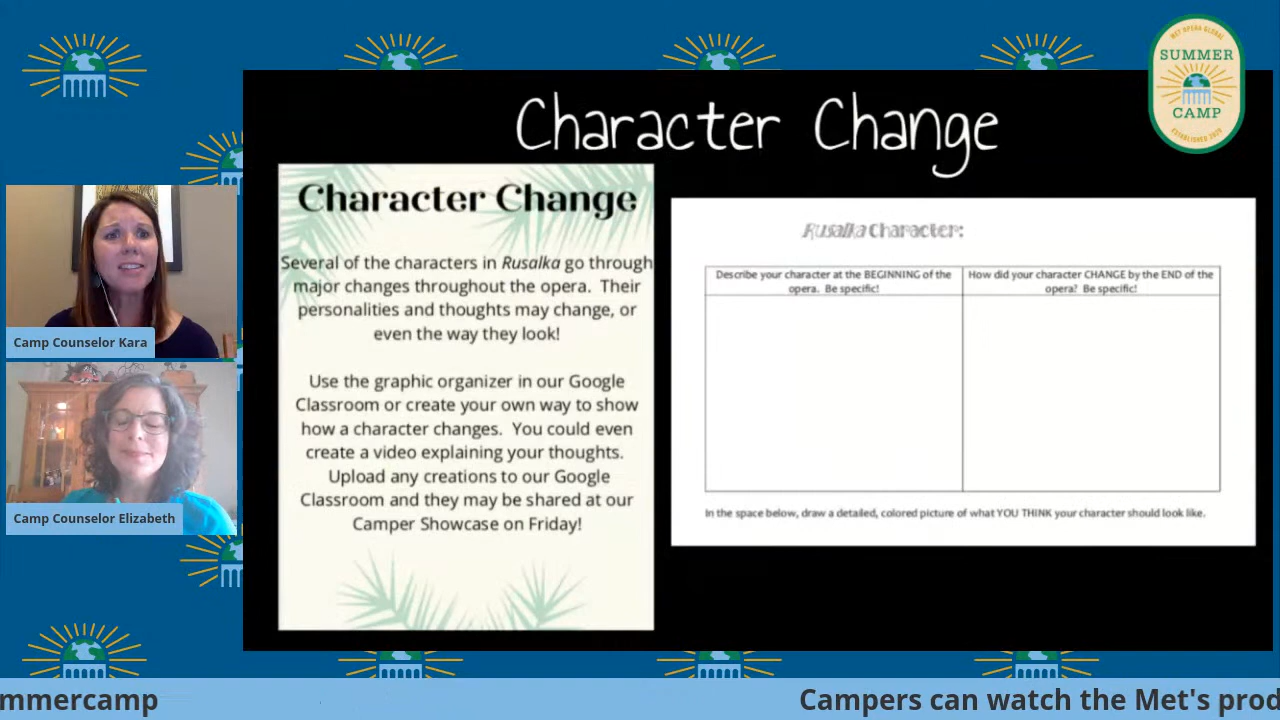 MET OPERA GLOBAL
SUMMER
CAMP
Character Change
Character Change
Several of the characters in Rusalka go through
major changes throughout the opera. Their
personalities and thoughts may change, or
even the way they look!
Use the graphic organizer in our Google
Classroom or create your own way to show
how a character changes. You could even
create a video explaining your thoughts.
Upload any creations to our Google
Classroom and they may be shared at our
Camper Showcase on Friday!
Rusalka Character:
Describe your character at the BEGINNING of the
opera. Be specific!
How did your character CHANGE by the END of the
opera? Be specific!
In the space below, draw a detailed, colored picture of what YOU THINK your character should look like.
Camp Counselor Kara
Camp Counselor Elizabeth
mmercamp
Campers can watch the Met's prod